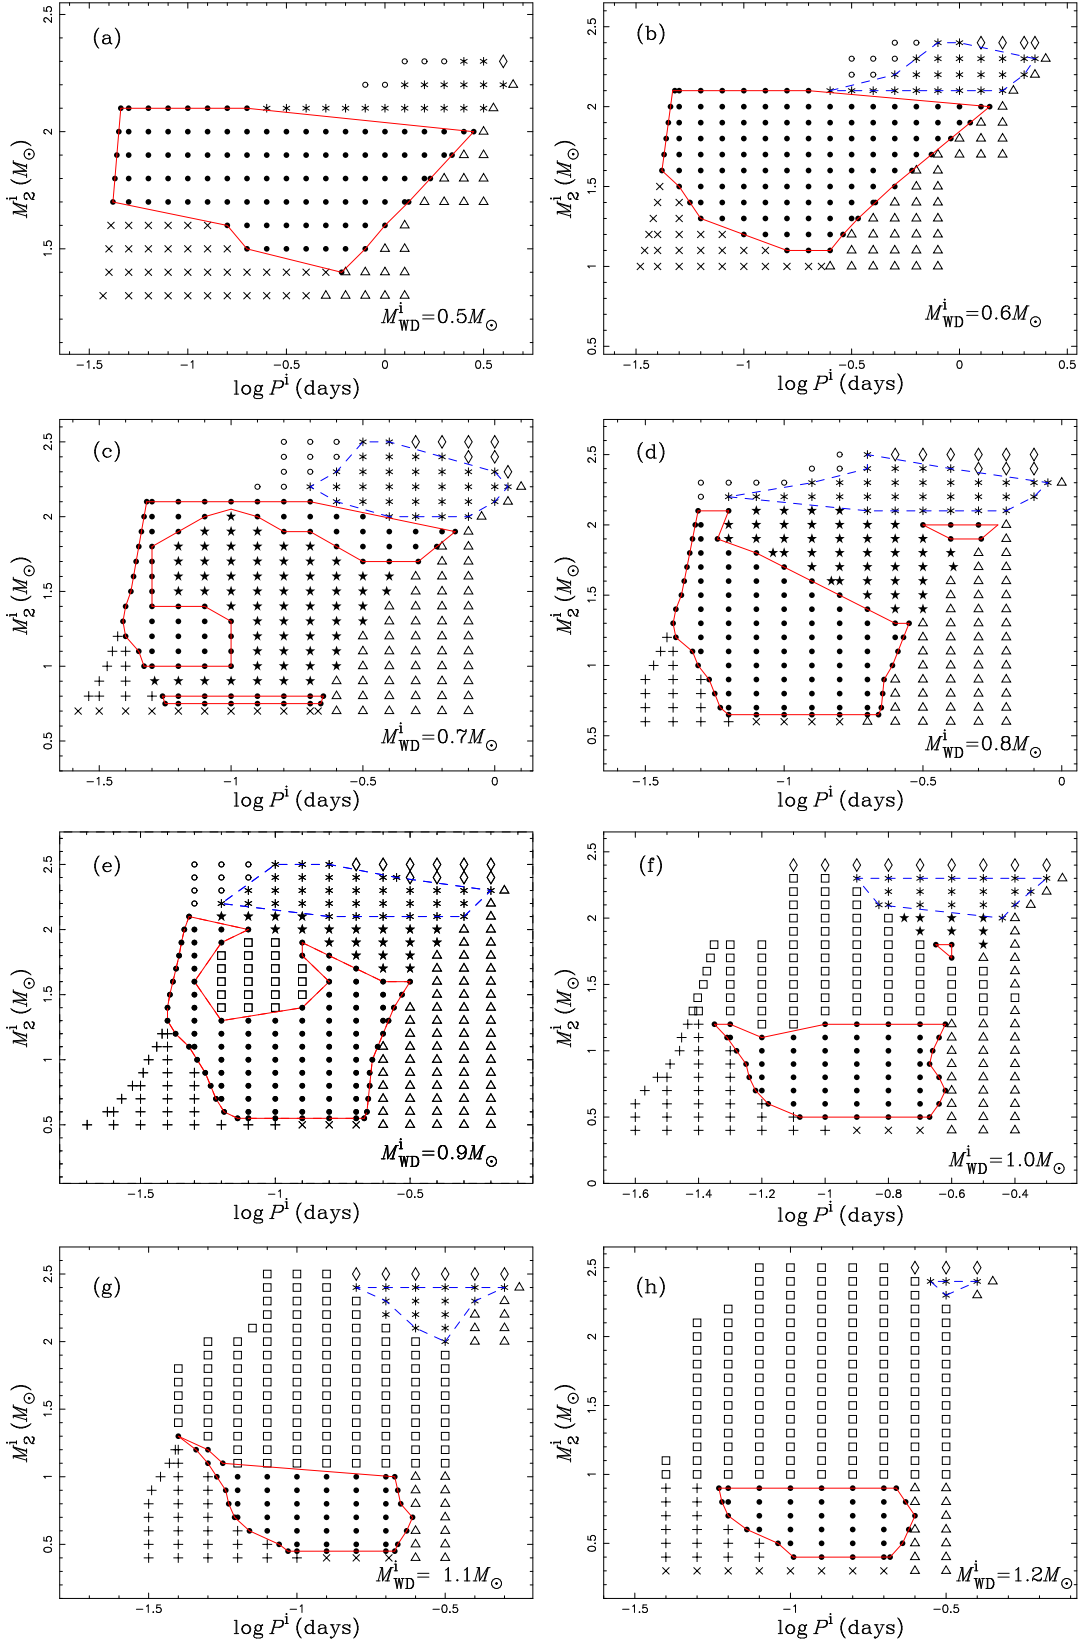 (a)
2.5
2
1.5
M₂ⁱ (M☉)
Mⁱ_WD=0.5M☉
−1.5 −1 −0.5 0 0.5
log Pⁱ (days)
(b)
2.5
2
1.5
1
0.5
M₂ⁱ (M☉)
Mⁱ_WD=0.6M☉
−1.5 −1 −0.5 0 0.5
log Pⁱ (days)
(c)
2.5
2
1.5
1
0.5
M₂ⁱ (M☉)
Mⁱ_WD=0.7M☉
−1.5 −1 −0.5 0
log Pⁱ (days)
(d)
2.5
2
1.5
1
0.5
M₂ⁱ (M☉)
Mⁱ_WD=0.8M☉
−1.5 −1 −0.5 0
log Pⁱ (days)
(e)
2.5
2
1.5
1
0.5
M₂ⁱ (M☉)
Mⁱ_WD=0.9M☉
−1.5 −1 −0.5
log Pⁱ (days)
(f)
2.5
2
1.5
1
0.5
0
M₂ⁱ (M☉)
Mⁱ_WD=1.0M☉
−1.6 −1.4 −1.2 −1 −0.8 −0.6 −0.4
log Pⁱ (days)
(g)
2.5
2
1.5
1
0.5
M₂ⁱ (M☉)
Mⁱ_WD= 1.1M☉
−1.5 −1 −0.5
log Pⁱ (days)
(h)
2.5
2
1.5
1
0.5
M₂ⁱ (M☉)
Mⁱ_WD=1.2M☉
−1.5 −1 −0.5
log Pⁱ (days)